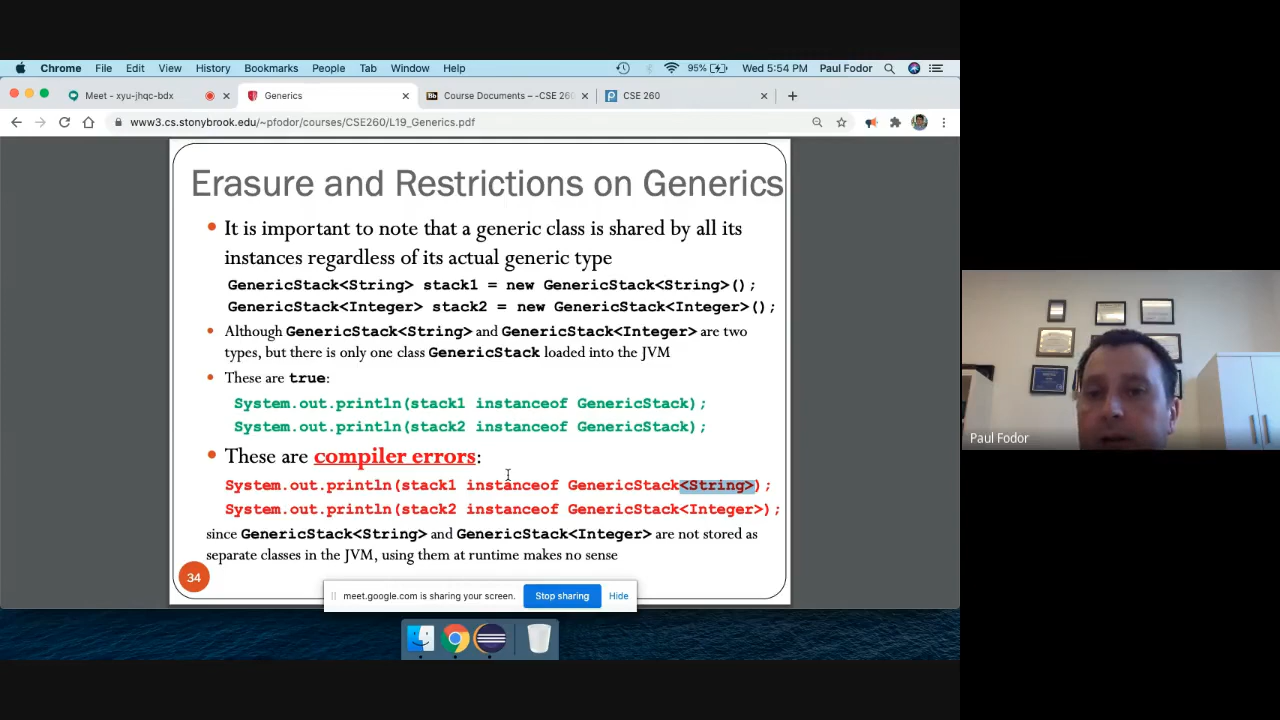 Chrome File Edit View History Bookmarks People Tab Window Help 95% Wed 5:54 PM Paul Fodor
Meet - xyu-jhqc-bdx Generics Bb Course Documents – -CSE 260 CSE 260
www3.cs.stonybrook.edu/~pfodor/courses/CSE260/L19_Generics.pdf
Erasure and Restrictions on Generics
• It is important to note that a generic class is shared by all its
instances regardless of its actual generic type
GenericStack<String> stack1 = new GenericStack<String>();
GenericStack<Integer> stack2 = new GenericStack<Integer>();
• Although GenericStack<String> and GenericStack<Integer> are two
types, but there is only one class GenericStack loaded into the JVM
• These are true:
System.out.println(stack1 instanceof GenericStack);
System.out.println(stack2 instanceof GenericStack);
• These are compiler errors:
System.out.println(stack1 instanceof GenericStack<String>);
System.out.println(stack2 instanceof GenericStack<Integer>);
since GenericStack<String> and GenericStack<Integer> are not stored as
separate classes in the JVM, using them at runtime makes no sense
34
meet.google.com is sharing your screen. Stop sharing Hide
Paul Fodor